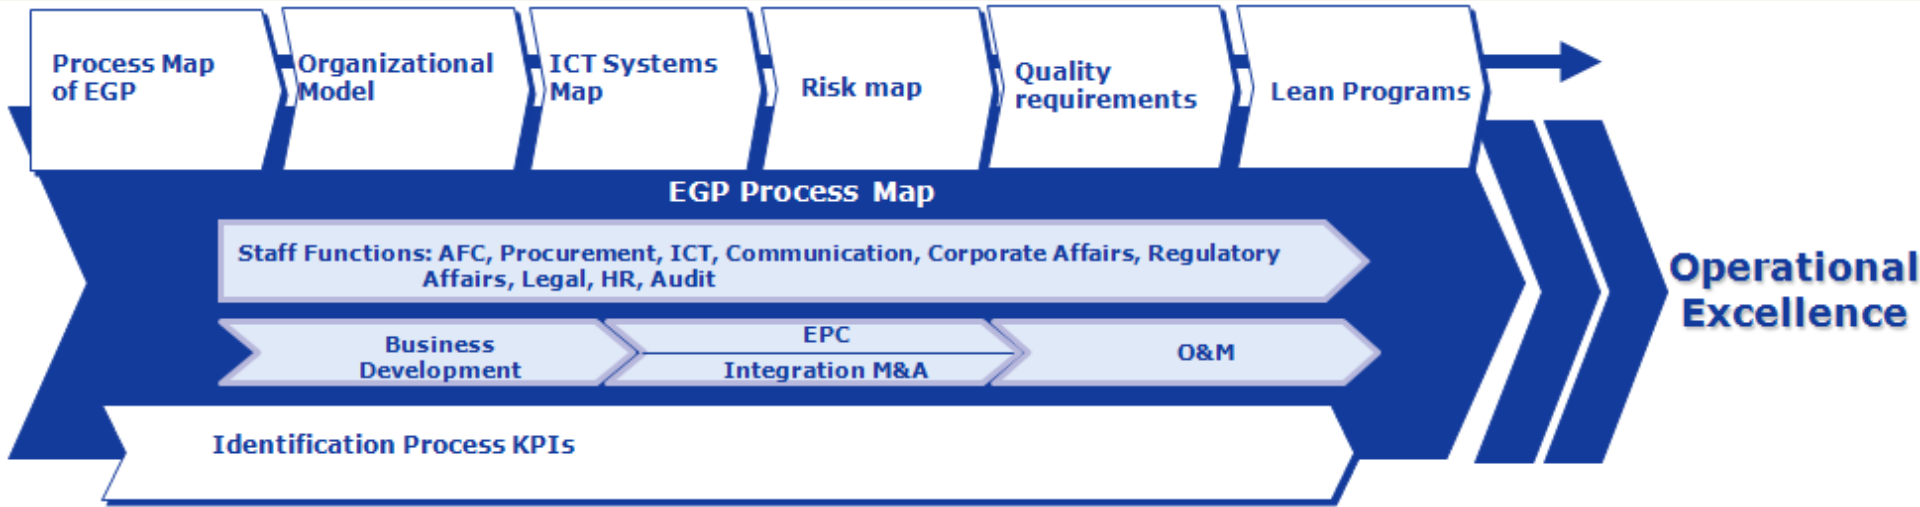 Process Map
of EGP
Organizational
Model
ICT Systems
Map
Risk map
Quality
requirements
Lean Programs
EGP Process Map
Staff Functions: AFC, Procurement, ICT, Communication, Corporate Affairs, Regulatory
Affairs, Legal, HR, Audit
Business
Development
EPC
Integration M&A
O&M
Identification Process KPIs
Operational
Excellence